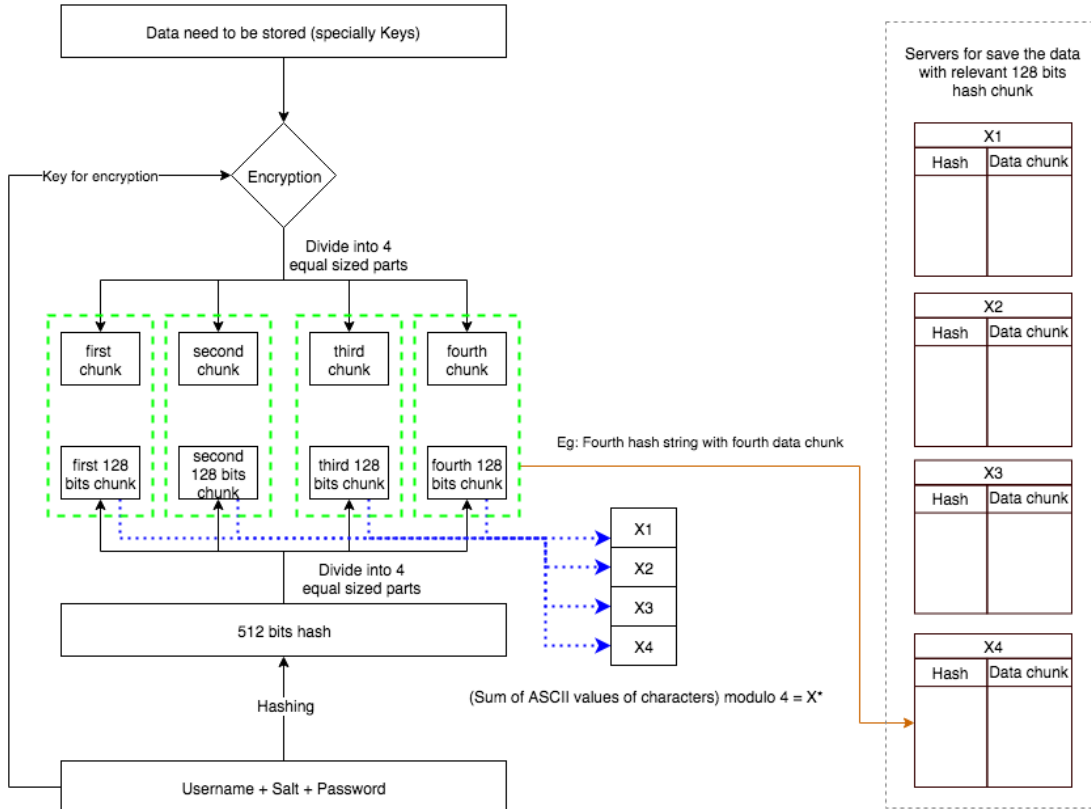 Data need to be stored (specially Keys)
Servers for save the data
with relevant 128 bits
hash chunk
X1
Hash
Data chunk
Key for encryption
Encryption
Divide into 4
equal sized parts
X2
Hash
Data chunk
first
chunk
second
chunk
third
chunk
fourth
chunk
Eg: Fourth hash string with fourth data chunk
first 128
bits chunk
second
128 bits
chunk
third 128
bits chunk
fourth 128
bits chunk
X3
Hash
Data chunk
X1
X2
X3
X4
Divide into 4
equal sized parts
512 bits hash
X4
Hash
Data chunk
(Sum of ASCII values of characters) modulo 4 = X*
Hashing
Username + Salt + Password